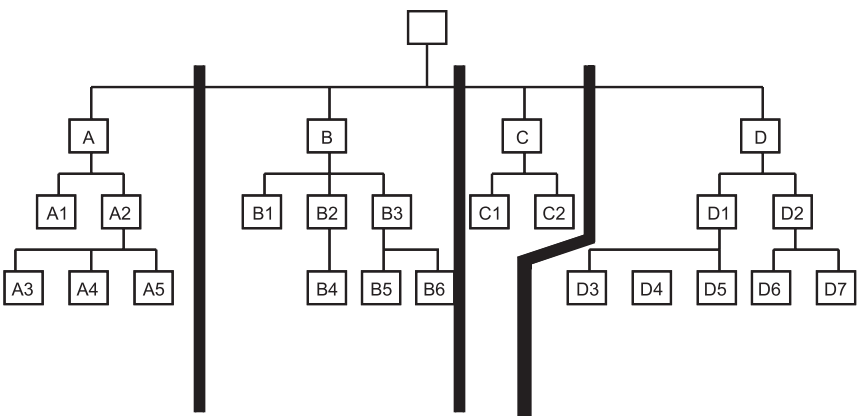 A B C D
A1 A2 B1 B2 B3 C1 C2 D1 D2
A3 A4 A5 B4 B5 B6 D3 D4 D5 D6 D7